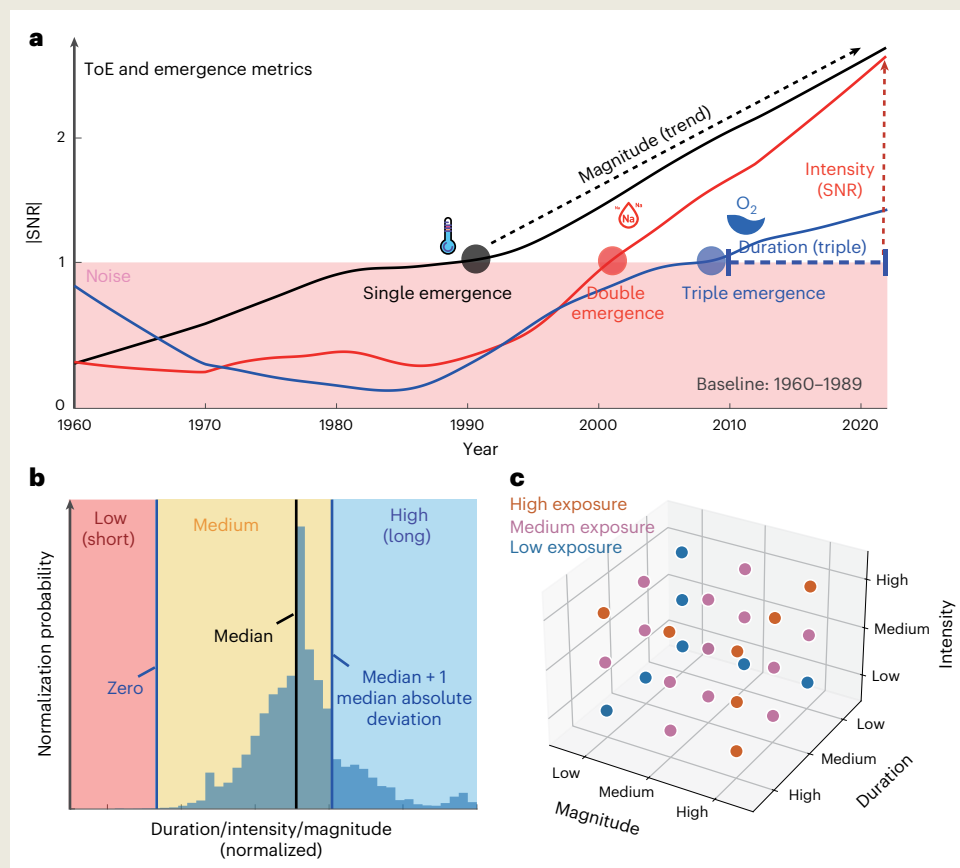 a
ToE and emergence metrics
|SNR|
2
1
0
Noise
Single emergence
Magnitude (trend)
Na
Double
emergence
O₂
Intensity
(SNR)
Duration (triple)
Triple emergence
Baseline: 1960–1989
1960 1970 1980 1990 2000 2010 2020
Year
b
Normalization probability
Low
(short)
Medium
High
(long)
Median
Zero
Median + 1
median absolute
deviation
Duration/intensity/magnitude
(normalized)
c
High exposure
Medium exposure
Low exposure
High
Medium
Low
Intensity
Low
Medium
High
Duration
Low
Medium
High
Magnitude